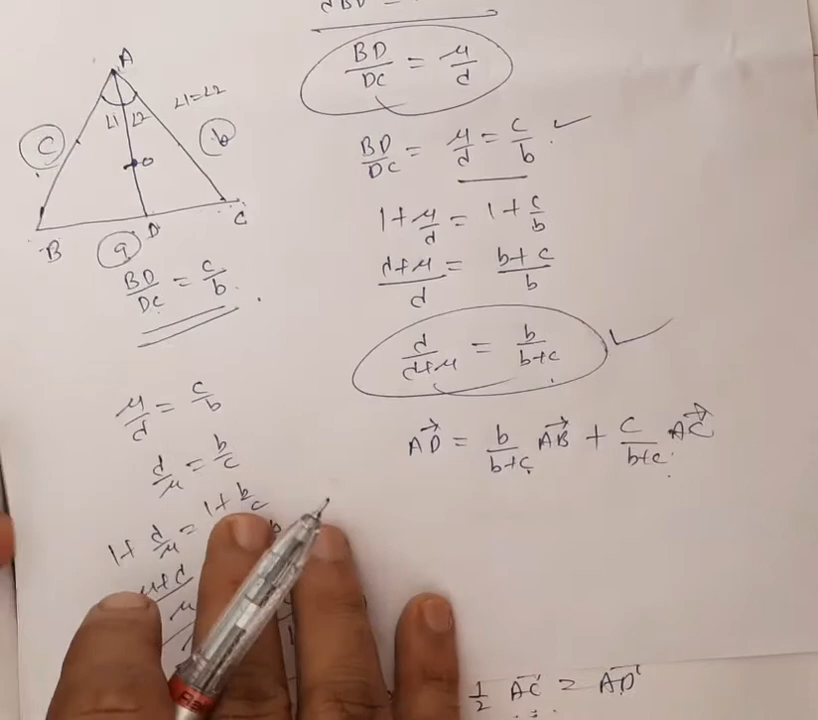 A
∠1 ∠2
∠1=∠2
c
b
O
B
D
C
a
BD/DC = c/b
μ/d = c/b
d/μ = b/c
1+ d/μ = 1+ b/c
μ+d/μ
BD/DC = μ/d
BD/DC = μ/d = c/b ✓
1+ μ/d = 1+ c/b
d+μ/d = b+c/b
d/d+μ = b/b+c ✓
AD→ = b/b+c AB→ + c/b+c AC→
1/2 AC→ = AD→